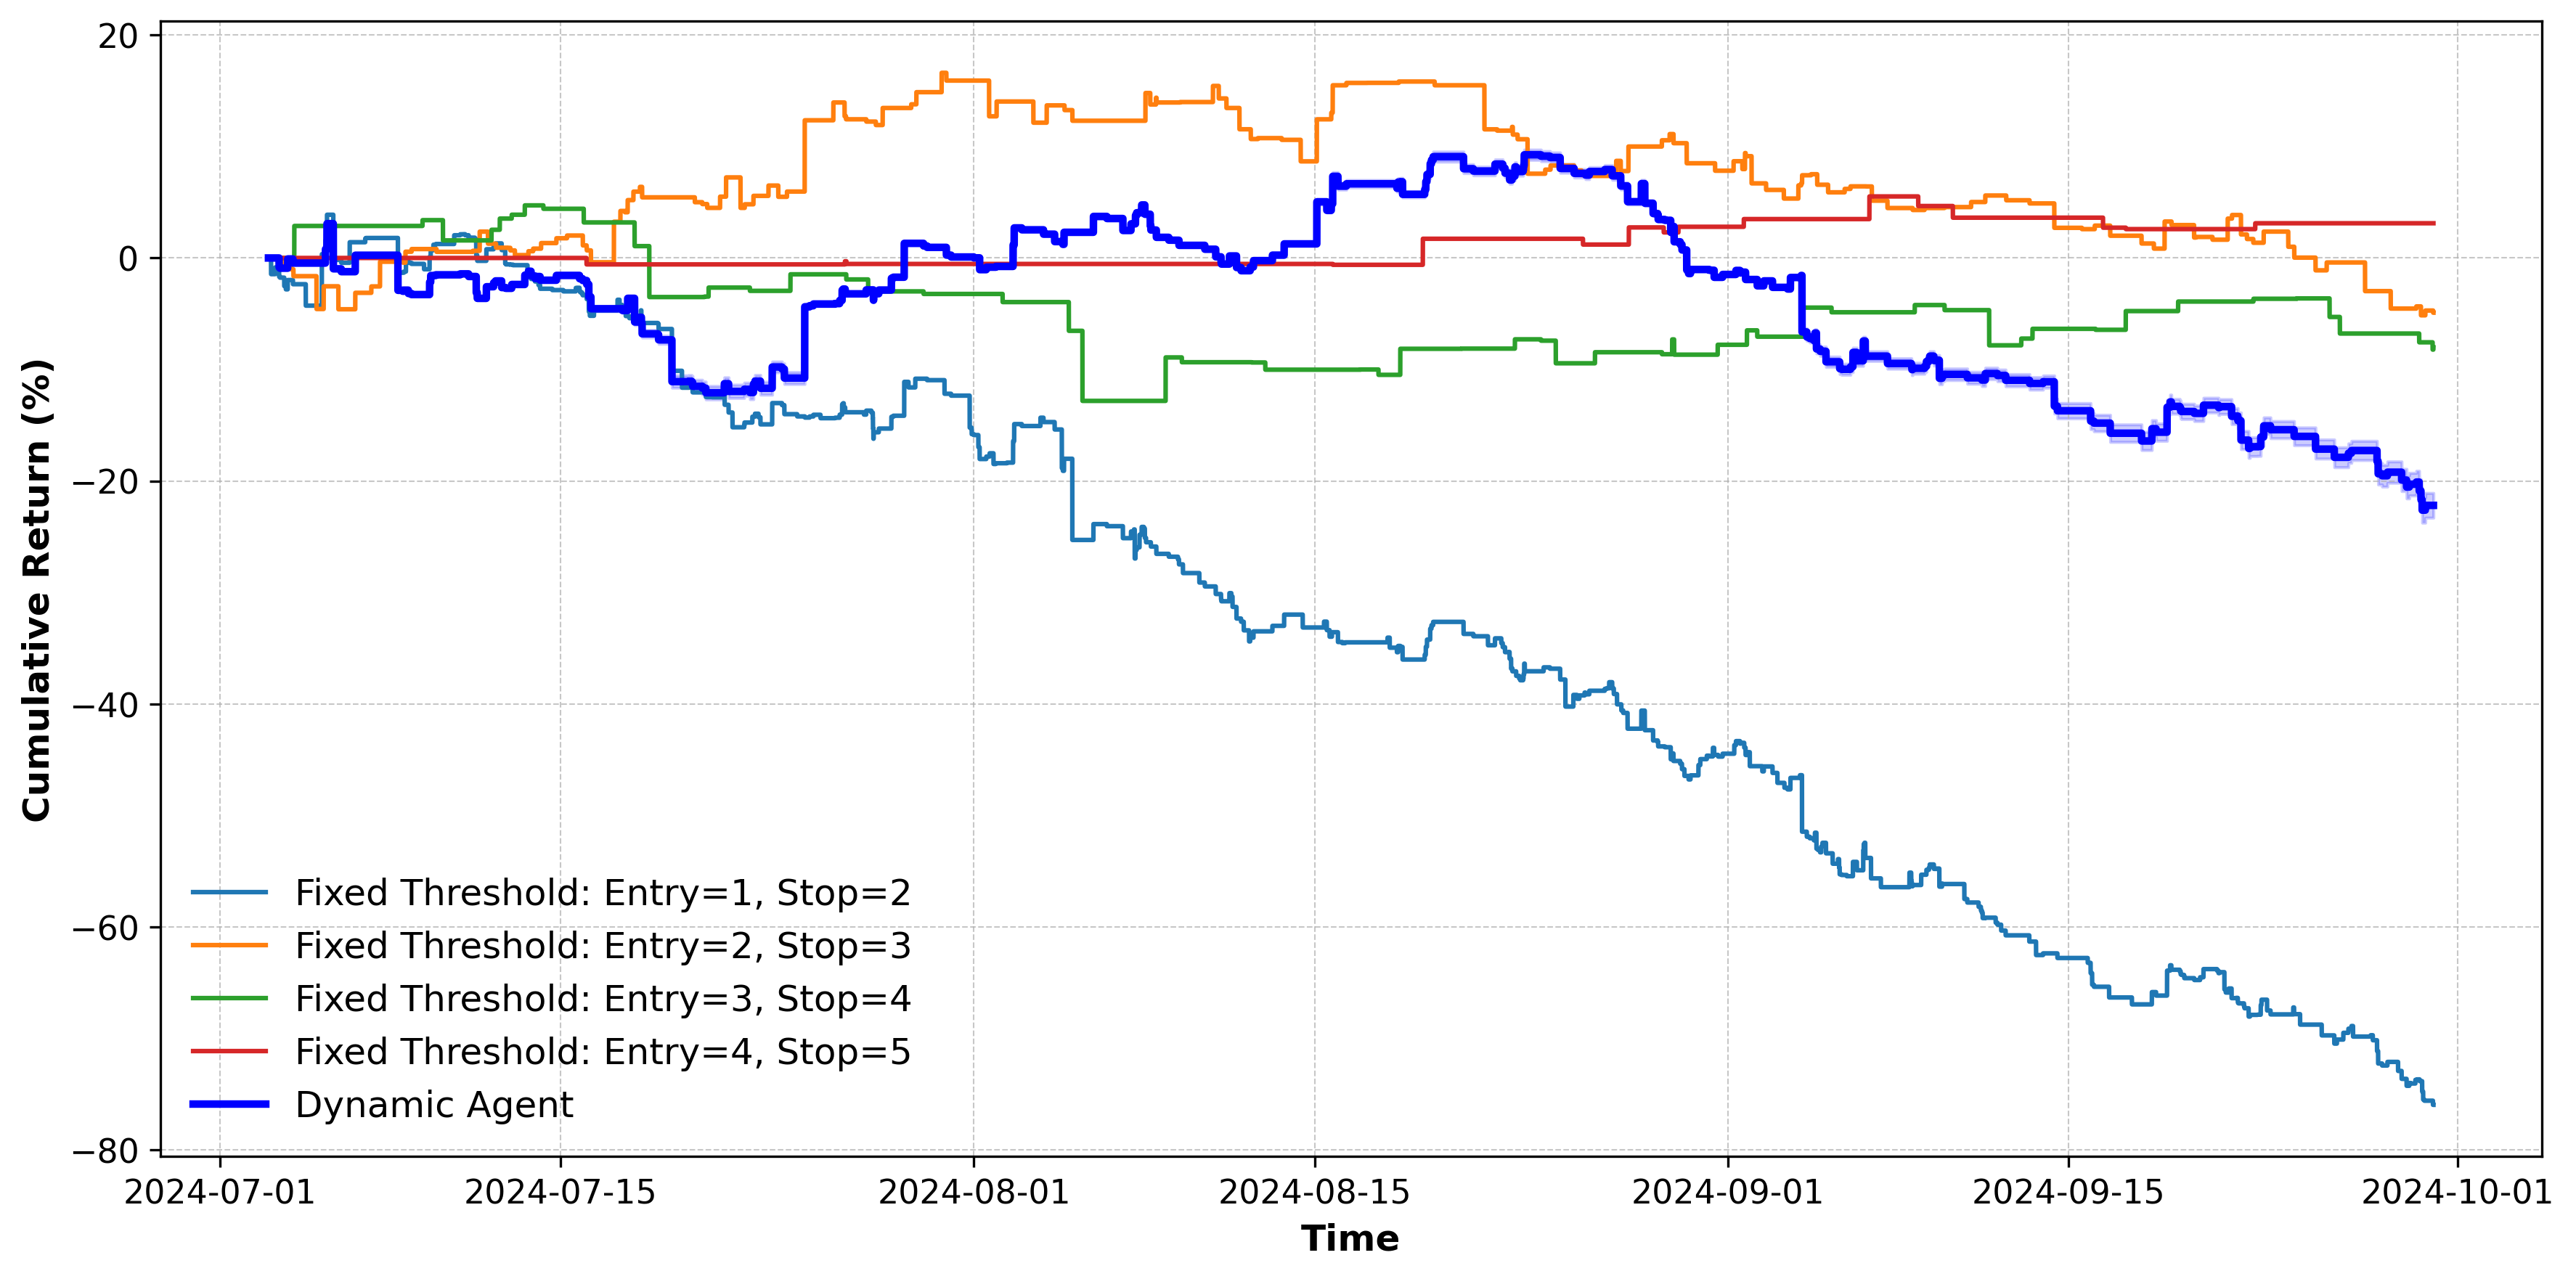 20
0
−20
−40
−60
−80
Cumulative Return (%)
Fixed Threshold: Entry=1, Stop=2
Fixed Threshold: Entry=2, Stop=3
Fixed Threshold: Entry=3, Stop=4
Fixed Threshold: Entry=4, Stop=5
Dynamic Agent
2024-07-01 2024-07-15 2024-08-01 2024-08-15 2024-09-01 2024-09-15 2024-10-01
Time